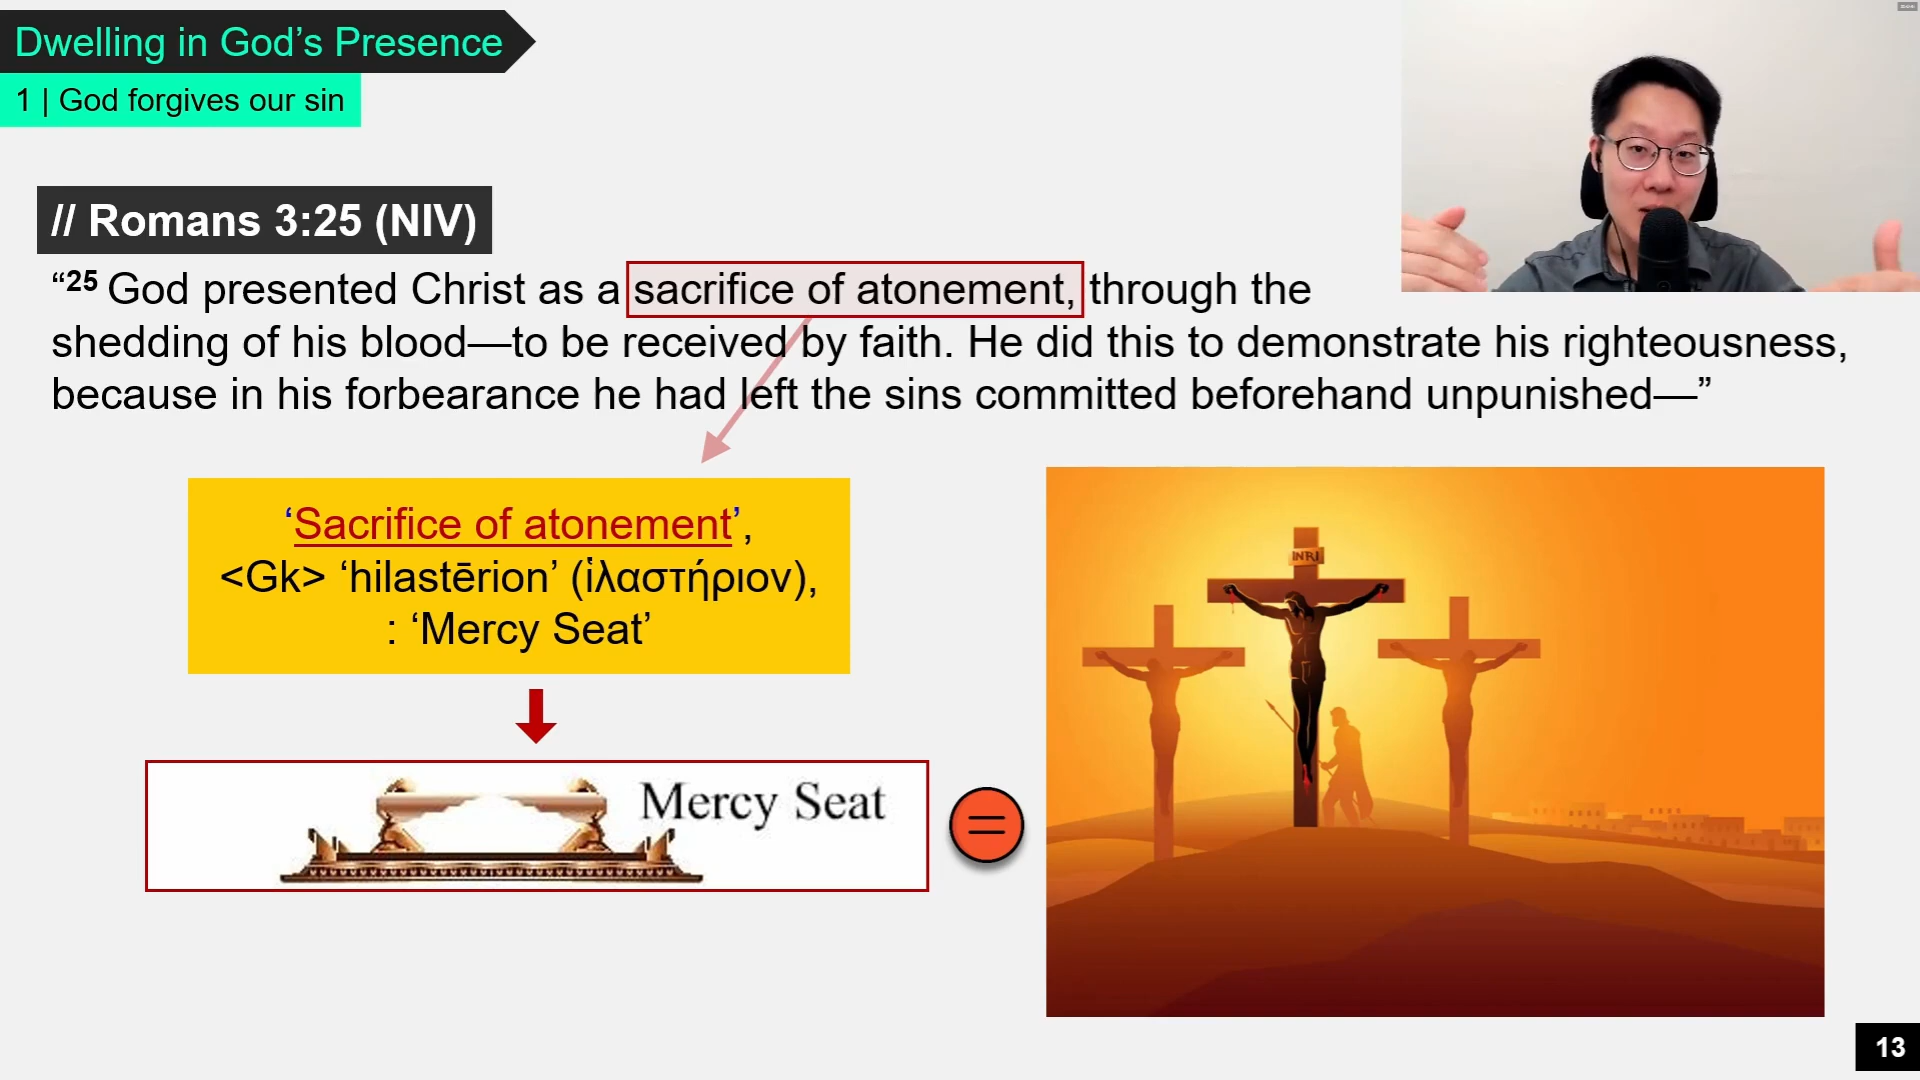 Dwelling in God’s Presence
1 | God forgives our sin
// Romans 3:25 (NIV)
“25 God presented Christ as a sacrifice of atonement, through the
shedding of his blood—to be received by faith. He did this to demonstrate his righteousness,
because in his forbearance he had left the sins committed beforehand unpunished—”
‘Sacrifice of atonement’,
<Gk> ‘hilastērion’ (ἱλαστήριον),
: ‘Mercy Seat’
Mercy Seat
=
INRI
13